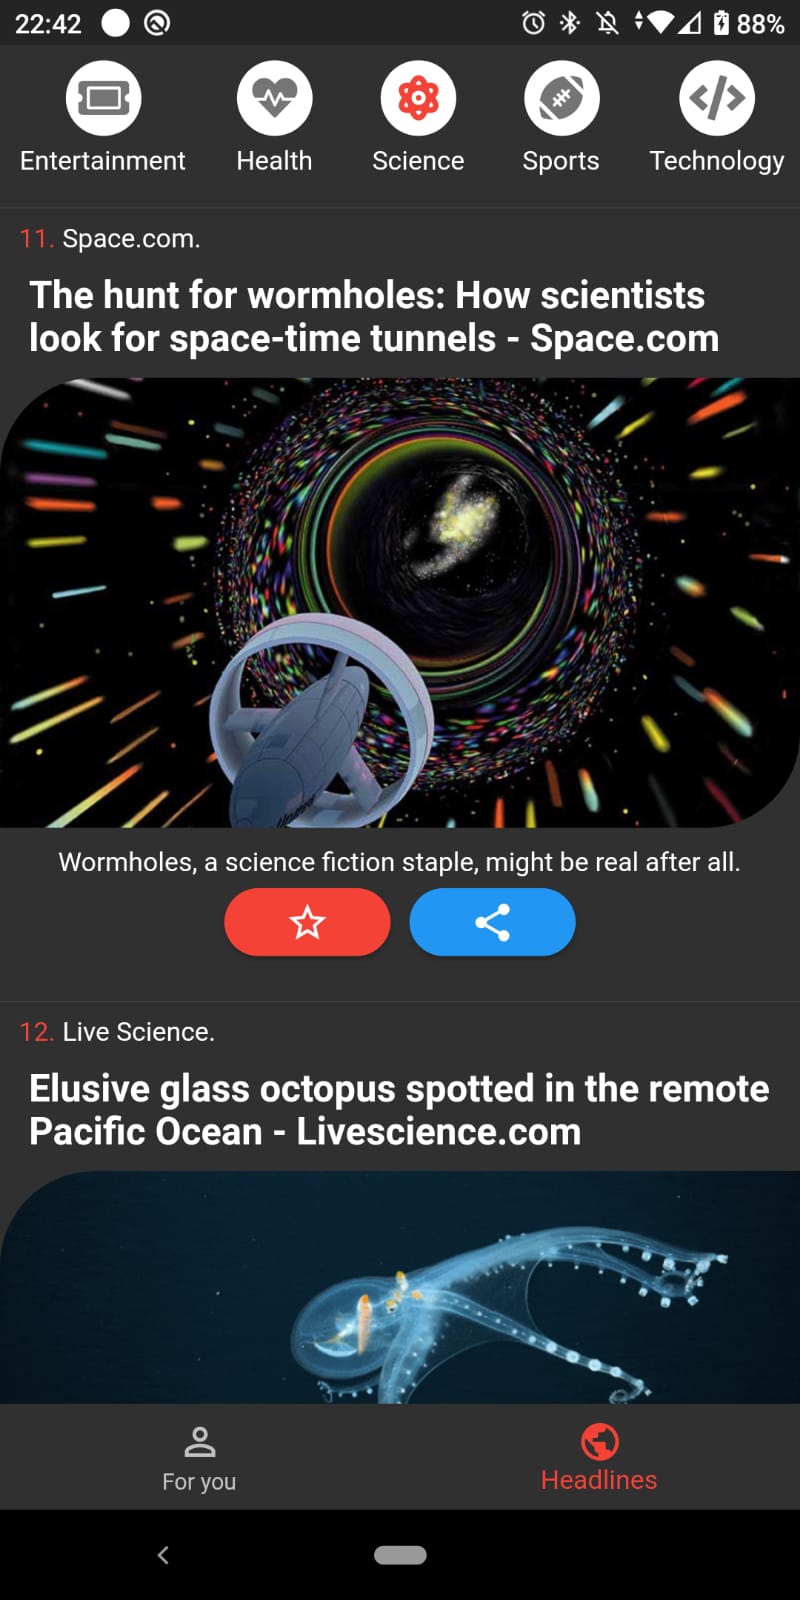 22:42
88%
Entertainment Health Science Sports Technology
11. Space.com.
The hunt for wormholes: How scientists
look for space-time tunnels - Space.com
Wormholes, a science fiction staple, might be real after all.
12. Live Science.
Elusive glass octopus spotted in the remote
Pacific Ocean - Livescience.com
For you
Headlines